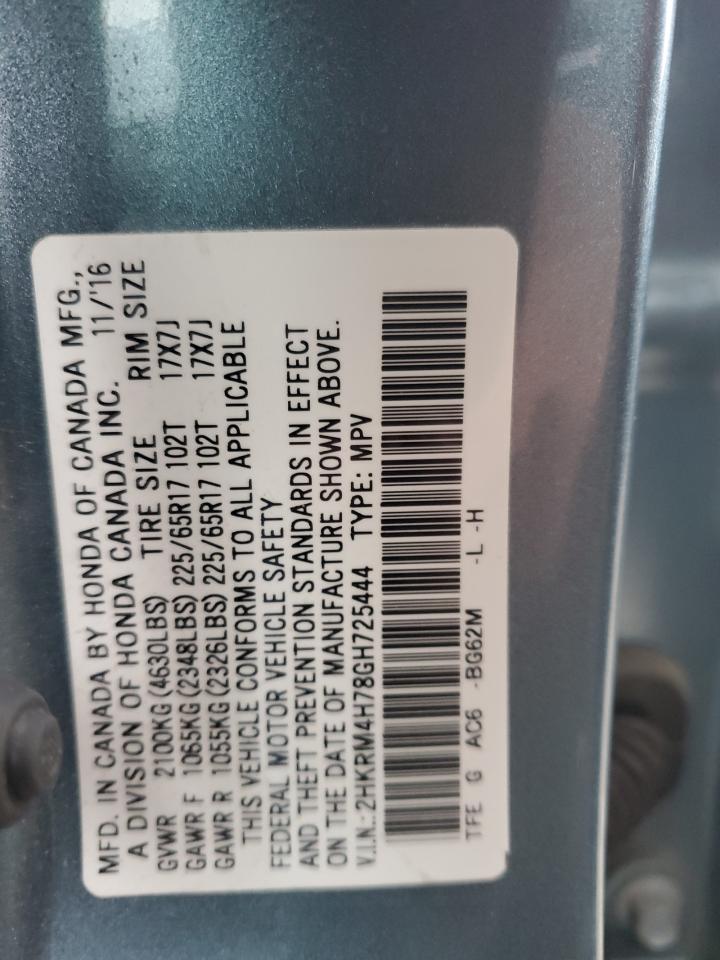 MFD. IN CANADA BY HONDA OF CANADA MFG.,
A DIVISION OF HONDA CANADA INC. 11/'16
GVWR 2100KG(4630LBS) TIRE SIZE RIM SIZE
GAWR F 1065KG(2348LBS) 225/65R17 102T 17X7J
GAWR R 1055KG(2326LBS) 225/65R17 102T 17X7J
THIS VEHICLE CONFORMS TO ALL APPLICABLE
FEDERAL MOTOR VEHICLE SAFETY
AND THEFT PREVENTION STANDARDS IN EFFECT
ON THE DATE OF MANUFACTURE SHOWN ABOVE.
V.I.N.:2HKRM4H78GH725444 TYPE: MPV
TFE G AC6 -BG62M -L -H